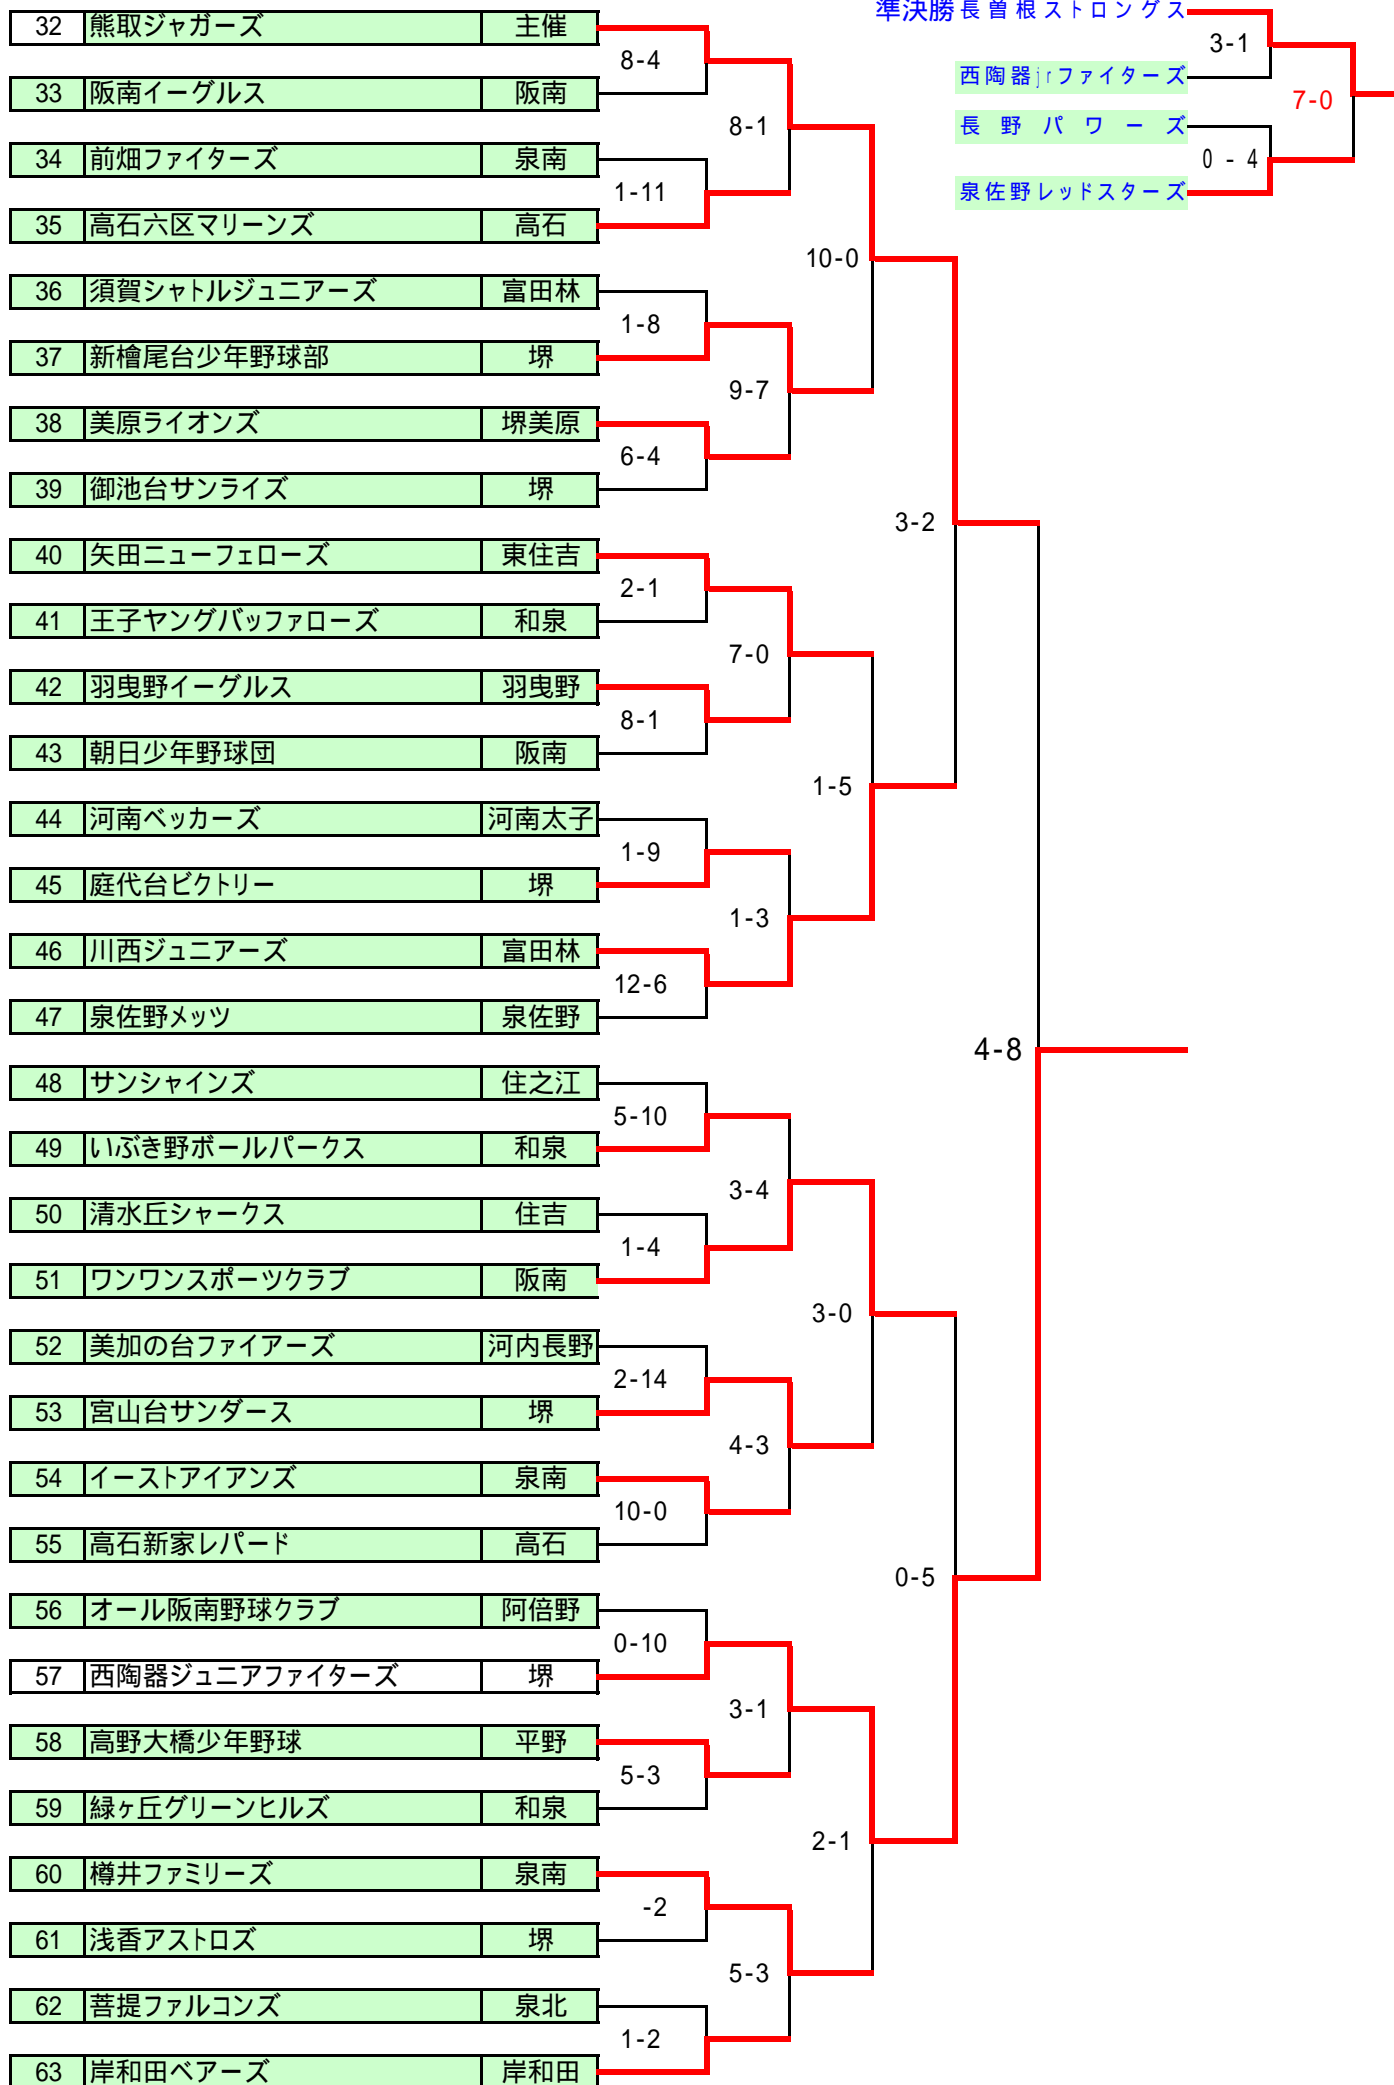 準決勝 長曽根ストロングス
3-1
西陶器jrファイターズ
7-0
長野パワーズ
0 - 4
泉佐野レッドスターズ
32 熊取ジャガーズ 主催
8-4
33 阪南イーグルス 阪南
8-1
34 前畑ファイターズ 泉南
1-11
35 高石六区マリーンズ 高石
10-0
36 須賀シャトルジュニアーズ 富田林
1-8
37 新檜尾台少年野球部 堺
9-7
38 美原ライオンズ 堺美原
6-4
39 御池台サンライズ 堺
3-2
40 矢田ニューフェローズ 東住吉
2-1
41 王子ヤングバッファローズ 和泉
7-0
42 羽曳野イーグルス 羽曳野
8-1
43 朝日少年野球団 阪南
1-5
44 河南ベッカーズ 河南太子
1-9
45 庭代台ビクトリー 堺
1-3
46 川西ジュニアーズ 富田林
12-6
47 泉佐野メッツ 泉佐野
4-8
48 サンシャインズ 住之江
5-10
49 いぶき野ボールパークス 和泉
3-4
50 清水丘シャークス 住吉
1-4
51 ワンワンスポーツクラブ 阪南
3-0
52 美加の台ファイアーズ 河内長野
2-14
53 宮山台サンダース 堺
4-3
54 イーストアイアンズ 泉南
10-0
55 高石新家レパード 高石
0-5
56 オール阪南野球クラブ 阿倍野
0-10
57 西陶器ジュニアファイターズ 堺
3-1
58 高野大橋少年野球 平野
5-3
59 緑ヶ丘グリーンヒルズ 和泉
2-1
60 樽井ファミリーズ 泉南
-2
61 浅香アストロズ 堺
5-3
62 菩提ファルコンズ 泉北
1-2
63 岸和田ベアーズ 岸和田